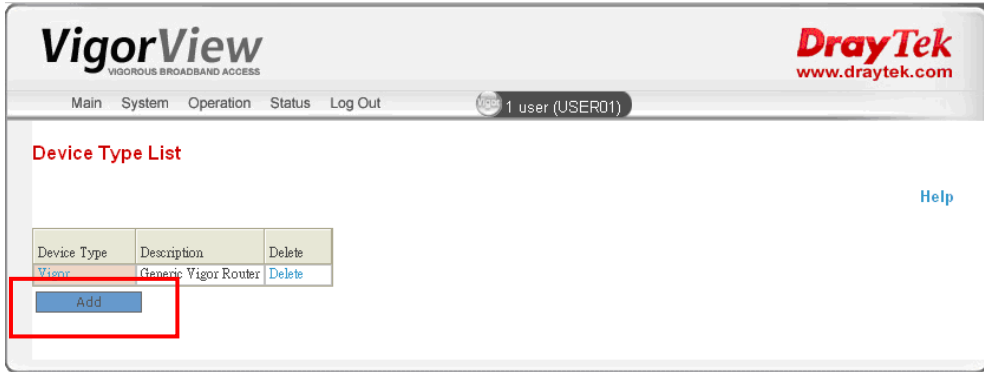 VigorView
VIGOROUS BROADBAND ACCESS
DrayTek
www.draytek.com
Main System Operation Status Log Out
Vigor 1 user (USER01)
Device Type List
Help
Device Type Description Delete
Vigor Generic Vigor Router Delete
Add